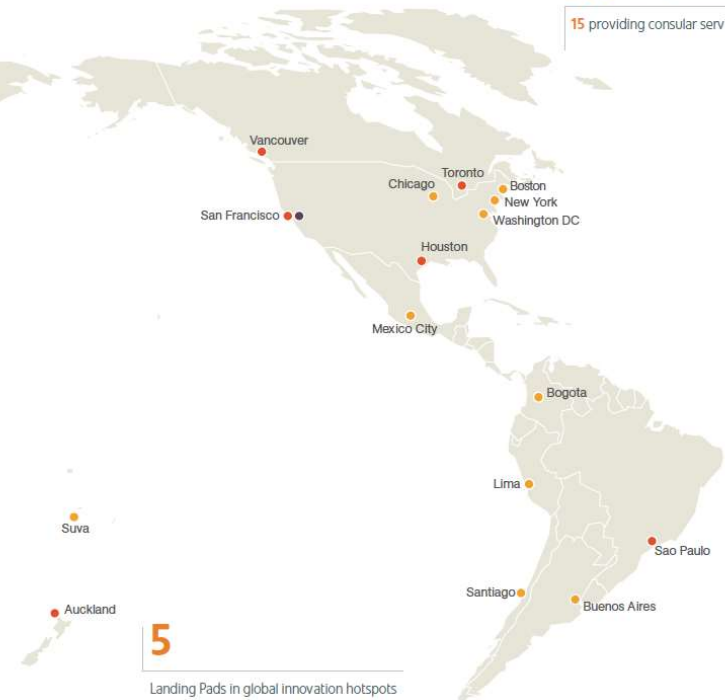 15 providing consular serv
Vancouver
Toronto
Chicago
Boston
New York
San Francisco
Washington DC
Houston
Mexico City
Bogota
Lima
Suva
Sao Paulo
Santiago
Buenos Aires
Auckland
5
Landing Pads in global innovation hotspots